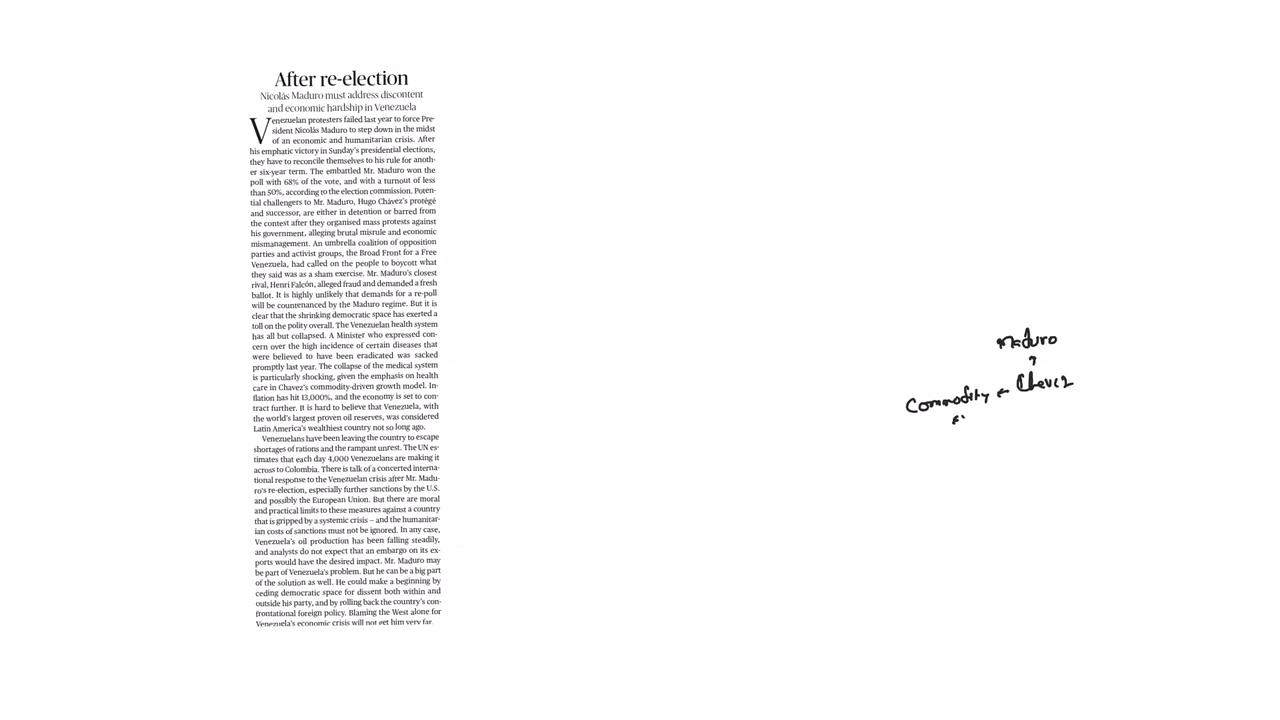 After re-election
Nicolás Maduro must address discontent
and economic hardship in Venezuela
Venezuelan protesters failed last year to force Pre-
sident Nicolás Maduro to step down in the midst
of an economic and humanitarian crisis. After
his emphatic victory in Sunday's presidential elections,
they have to reconcile themselves to his rule for anoth-
er six-year term. The embattled Mr. Maduro won the
poll with 68% of the vote, and with a turnout of less
than 50%, according to the election commission. Poten-
tial challengers to Mr. Maduro, Hugo Chávez's protégé
and successor, are either in detention or barred from
the contest after they organised mass protests against
his government, alleging brutal misrule and economic
mismanagement. An umbrella coalition of opposition
parties and activist groups, the Broad Front for a Free
Venezuela, had called on the people to boycott what
they said was as a sham exercise. Mr. Maduro's closest
rival, Henri Falcón, alleged fraud and demanded a fresh
ballot. It is highly unlikely that demands for a re-poll
will be countenanced by the Maduro regime. But it is
clear that the shrinking democratic space has exerted a
toll on the polity overall. The Venezuelan health system
has all but collapsed. A Minister who expressed con-
cern over the high incidence of certain diseases that
were believed to have been eradicated was sacked
promptly last year. The collapse of the medical system
is particularly shocking, given the emphasis on health
care in Chavez's commodity-driven growth model. In-
flation has hit 13,000%, and the economy is set to con-
tract further. It is hard to believe that Venezuela, with
the world's largest proven oil reserves, was considered
Latin America's wealthiest country not so long ago.
Venezuelans have been leaving the country to escape
shortages of rations and the rampant unrest. The UN es-
timates that each day 4,000 Venezuelans are making it
across to Colombia. There is talk of a concerted interna-
tional response to the Venezuelan crisis after Mr. Madu-
ro's re-election, especially further sanctions by the U.S.
and possibly the European Union. But there are moral
and practical limits to these measures against a country
that is gripped by a systemic crisis – and the humanitar-
ian costs of sanctions must not be ignored. In any case,
Venezuela's oil production has been falling steadily,
and analysts do not expect that an embargo on its ex-
ports would have the desired impact. Mr. Maduro may
be part of Venezuela's problem. But he can be a big part
of the solution as well. He could make a beginning by
ceding democratic space for dissent both within and
outside his party, and by rolling back the country's con-
frontational foreign policy. Blaming the West alone for
Venezuela's economic crisis will not get him very far.
Maduro
Chevez
Commodity ←